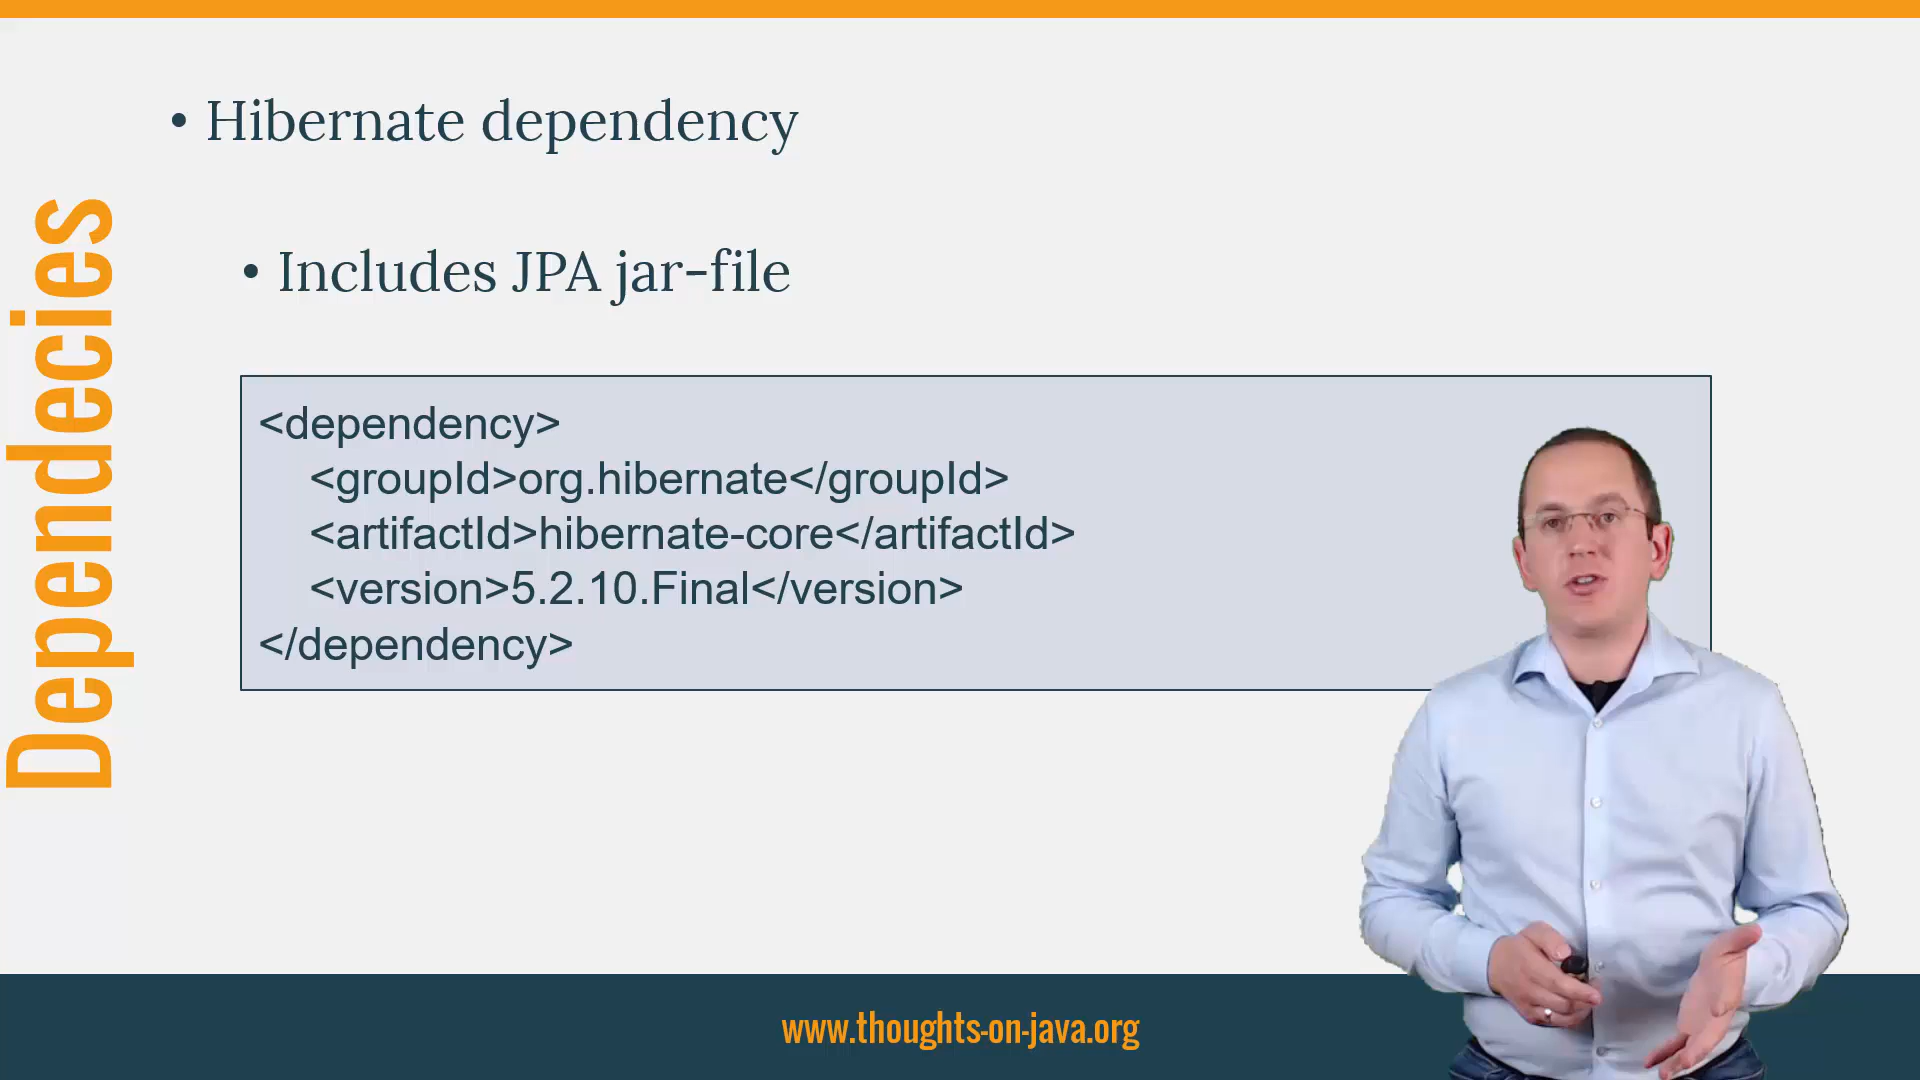 Dependecies
• Hibernate dependency
• Includes JPA jar-file
<dependency>
<groupId>org.hibernate</groupId>
<artifactId>hibernate-core</artifactId>
<version>5.2.10.Final</version>
</dependency>
www.thoughts-on-java.org